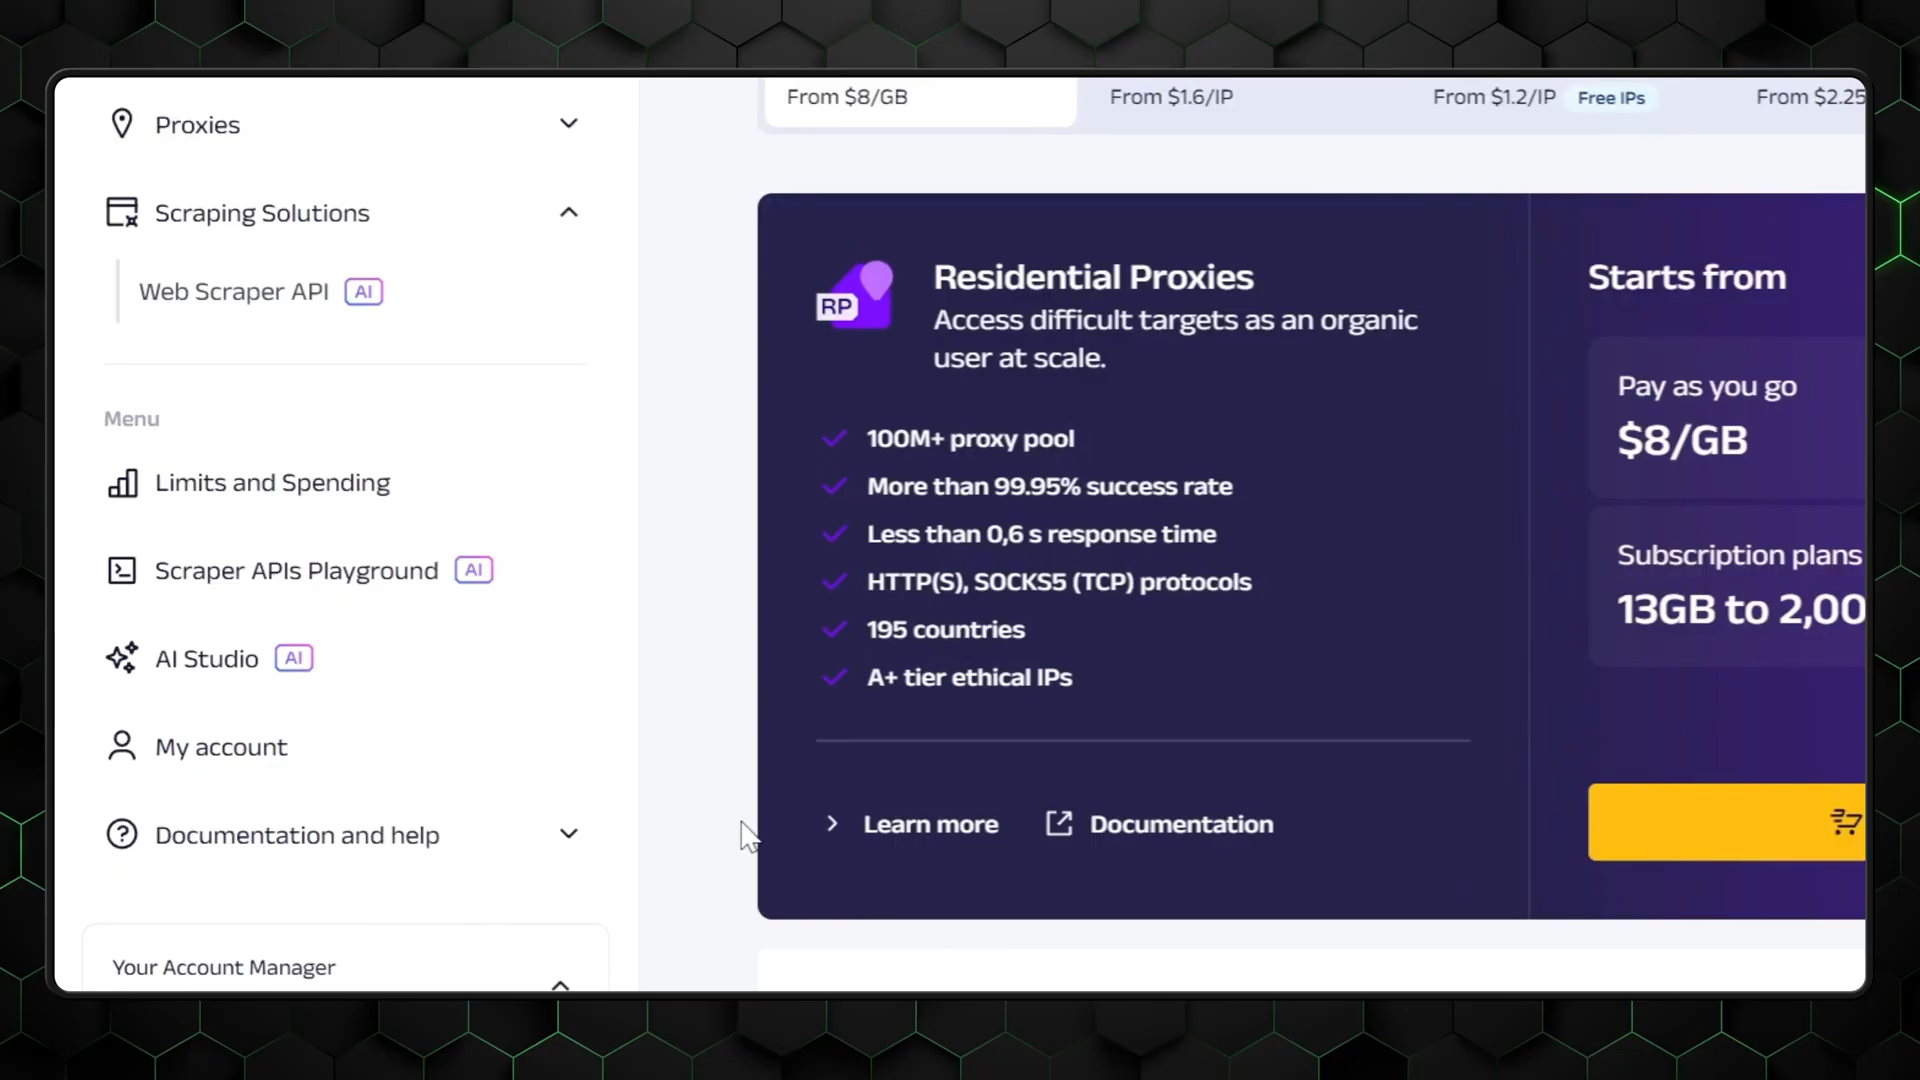 Proxies
Scraping Solutions
Web Scraper API AI
Menu
Limits and Spending
Scraper APIs Playground AI
AI Studio AI
My account
Documentation and help
Your Account Manager
From $8/GB
From $1.6/IP
From $1.2/IP Free IPs
From $2.25
RP
Residential Proxies
Access difficult targets as an organic
user at scale.
100M+ proxy pool
More than 99.95% success rate
Less than 0,6 s response time
HTTP(S), SOCKS5 (TCP) protocols
195 countries
A+ tier ethical IPs
Learn more
Documentation
Starts from
Pay as you go
$8/GB
Subscription plans
13GB to 2,00